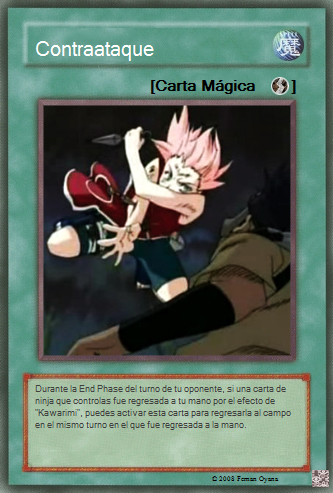 Contraataque
魔
[Carta Mágica ]
Durante la End Phase del turno de tu oponente, si una carta de
ninja que controlas fue regresada a tu mano por el efecto de
"Kawarimi", puedes activar esta carta para regresarla al campo
en el mismo turno en el que fue regresada a la mano.
© 2008 Fernan Oyana